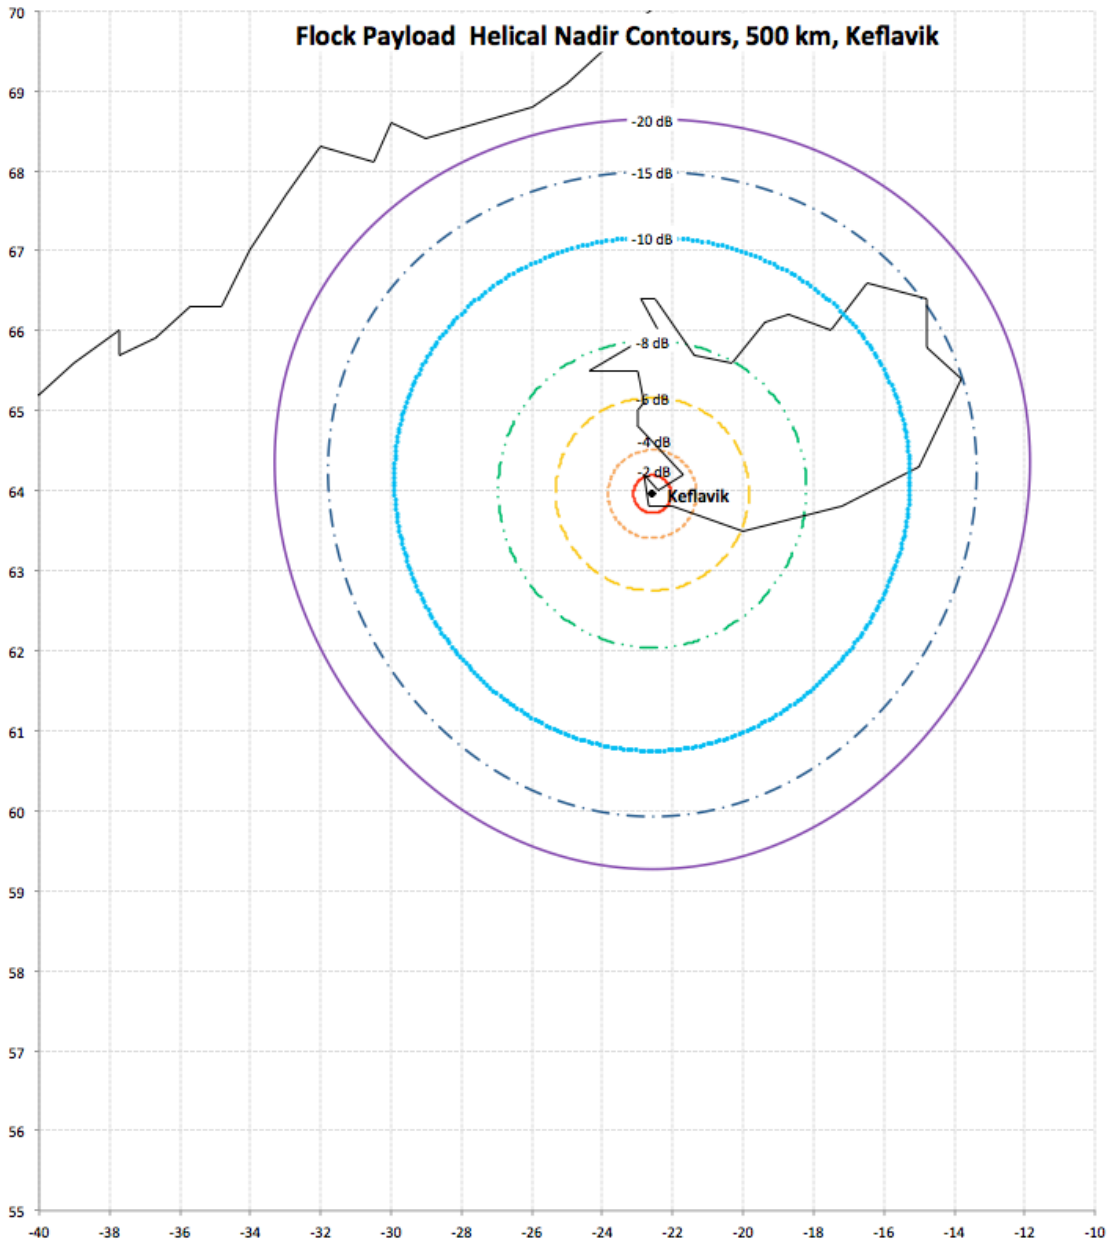 Flock Payload  Helical Nadir Contours, 500 km, Keflavik
70
69
68
67
66
65
64
63
62
61
60
59
58
57
56
55
-20 dB
-15 dB
-10 dB
-8 dB
-6 dB
-4 dB
-2 dB
Keflavik
-40 -38 -36 -34 -32 -30 -28 -26 -24 -22 -20 -18 -16 -14 -12 -10